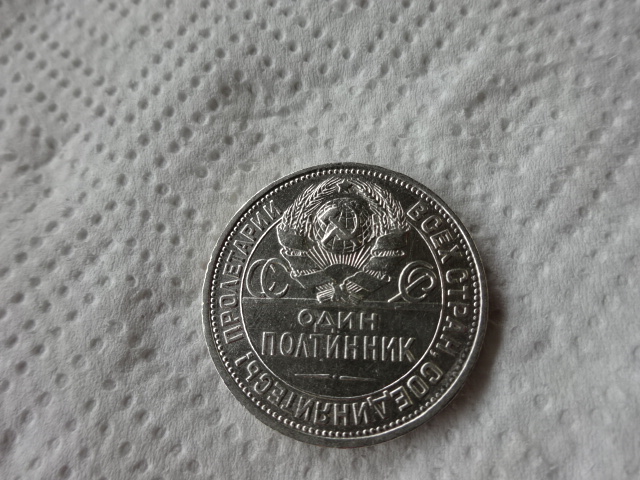 ПРОЛЕТАРИИ ВСЕХ СТРАН, СОЕДИНЯЙТЕСЬ!
С С
С Р
ОДИН
ПОЛТИННИК